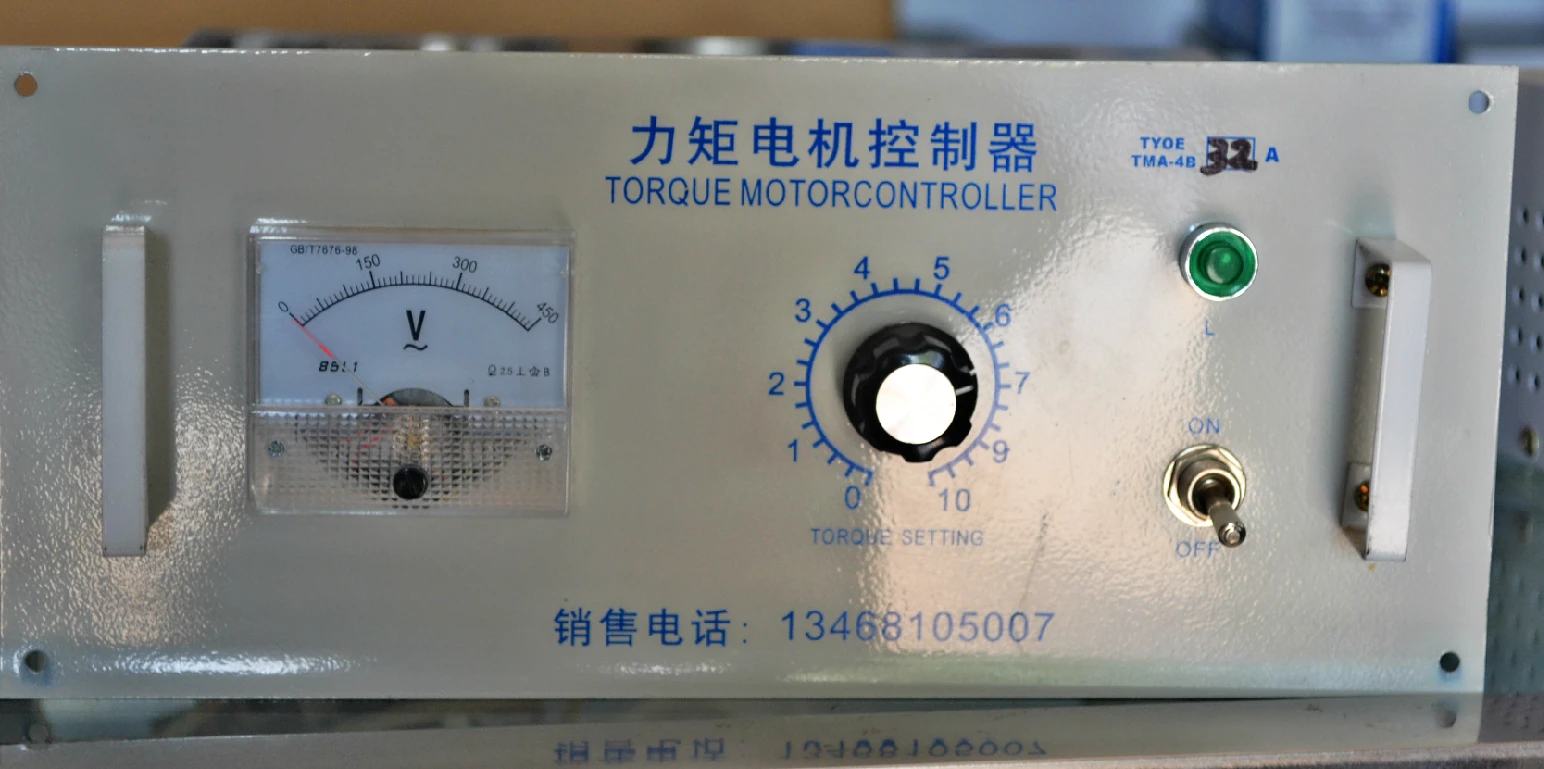 力矩电机控制器
TORQUE MOTORCONTROLLER
TYOE
TMA-4B 32 A
GB/T7676-98
0 150 300 450
V
85L1
Ω 2.5 ⊥ B
0 1 2 3 4 5 6 7 9 10
TORQUE SETTING
L
ON
OFF
销售电话: 13468105007